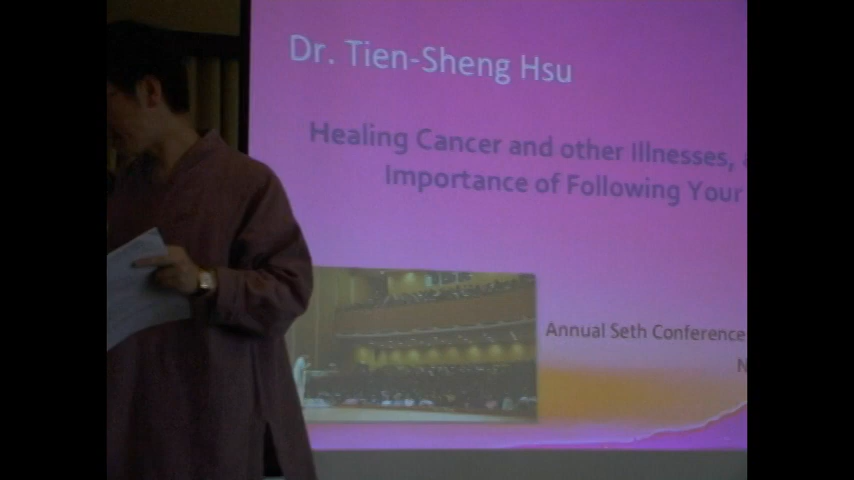 Dr. Tien-Sheng Hsu
Healing Cancer and other Illnesses,
Importance of Following Your
Annual Seth Conference
N